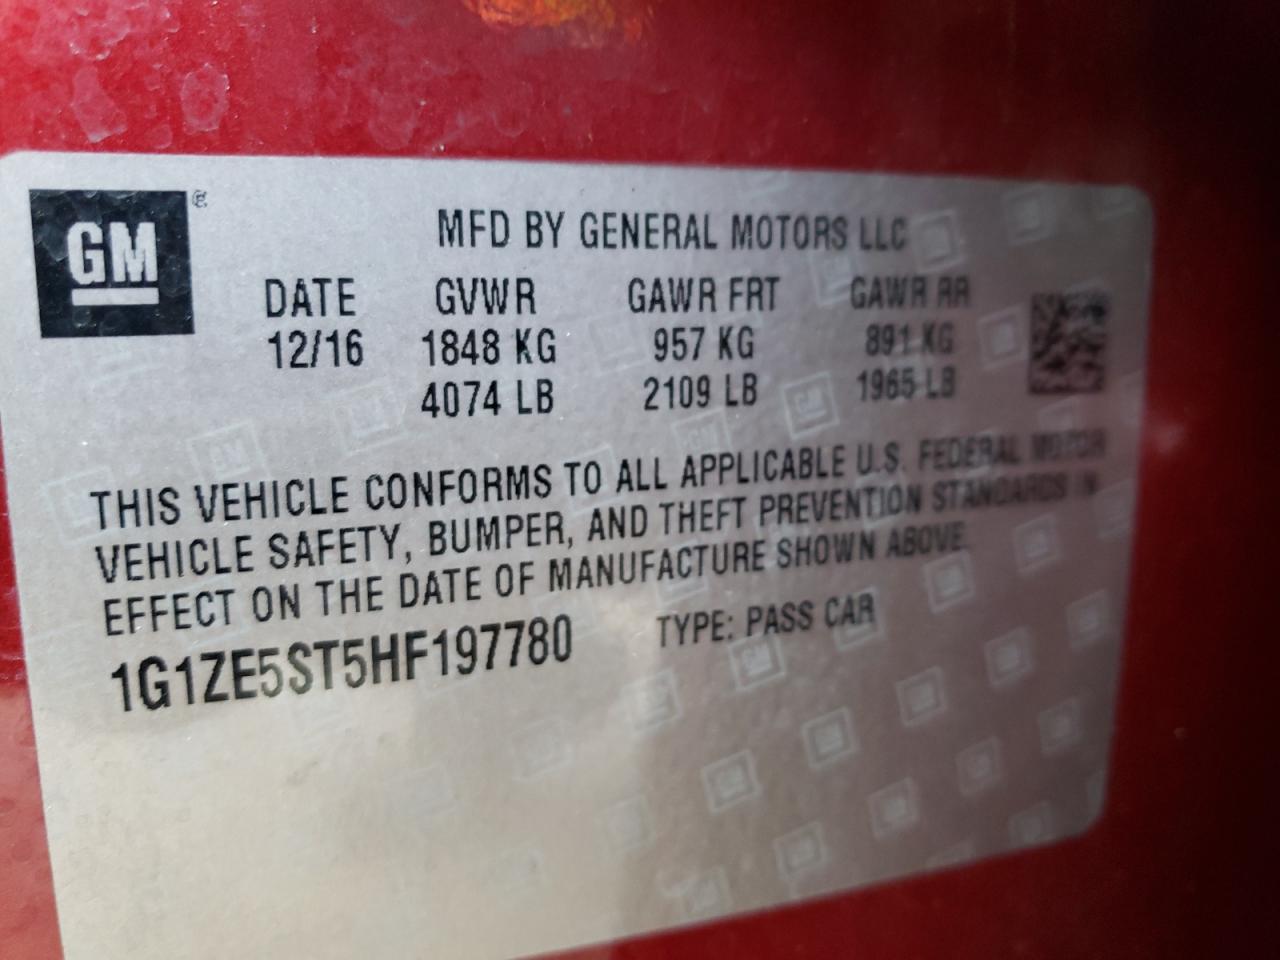 GM®
MFD BY GENERAL MOTORS LLC
DATE GVWR GAWR FRT GAWR RR
12/16 1848 KG 957 KG 891 KG
4074 LB 2109 LB 1965 LB
THIS VEHICLE CONFORMS TO ALL APPLICABLE U.S. FEDERAL MOTOR
VEHICLE SAFETY, BUMPER, AND THEFT PREVENTION STANDARDS IN
EFFECT ON THE DATE OF MANUFACTURE SHOWN ABOVE.
1G1ZE5ST5HF197780 TYPE: PASS CAR